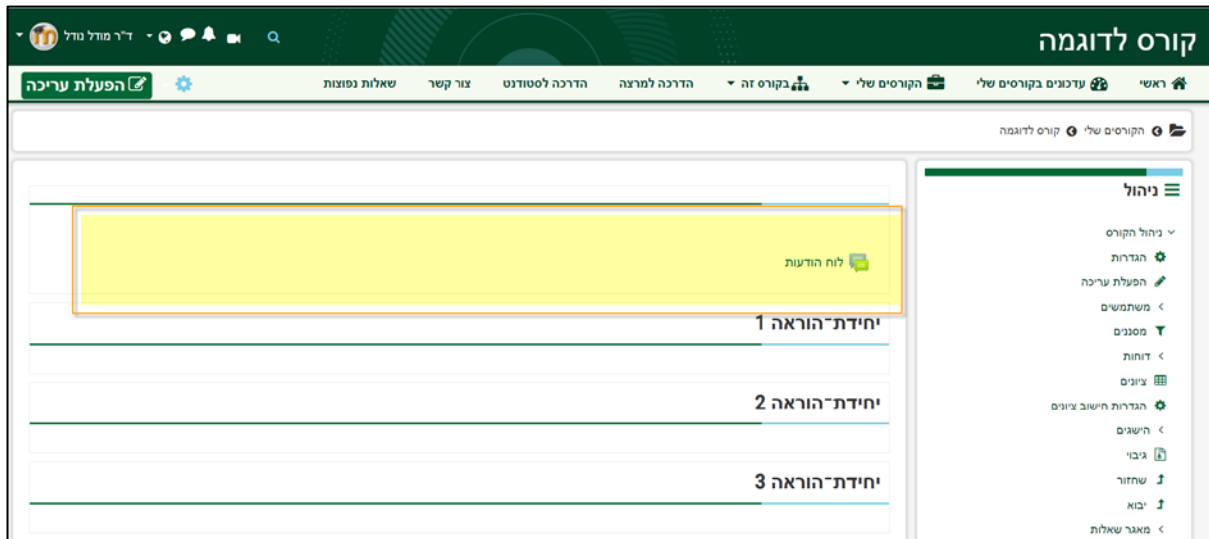 קורס לדוגמה
ד"ר מודל נודל
ראשי עדכונים בקורסים שלי הקורסים שלי בקורס זה הדרכה למרצה הדרכה לסטודנט צור קשר שאלות נפוצות הפעלת עריכה
הקורסים שלי קורס לדוגמה
ניהול
ניהול הקורס
הגדרות
הפעלת עריכה
משתמשים
מסננים
דוחות
ציונים
הגדרות חישוב ציונים
הישגים
גיבוי
שחזור
יבוא
מאגר שאלות
לוח הודעות
יחידת־הוראה 1
יחידת־הוראה 2
יחידת־הוראה 3